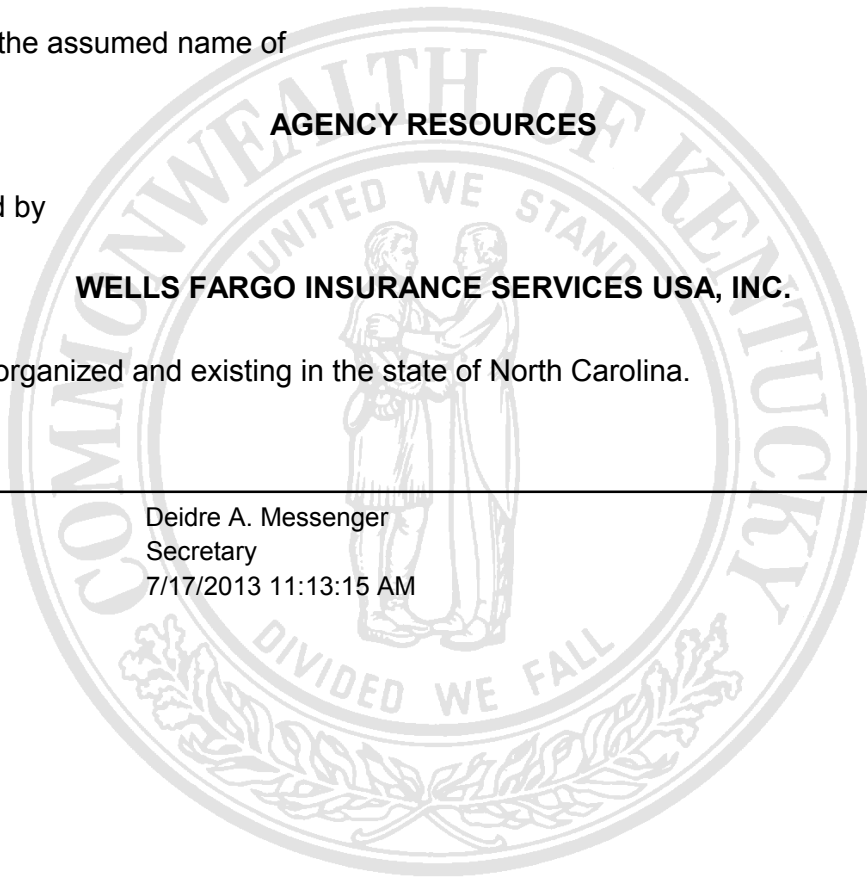 the assumed name of
AGENCY RESOURCES
d by
WELLS FARGO INSURANCE SERVICES USA, INC.
organized and existing in the state of North Carolina.
Deidre A. Messenger
Secretary
7/17/2013 11:13:15 AM
COMMONWEALTH OF KENTUCKY
UNITED WE STAND
DIVIDED WE FALL